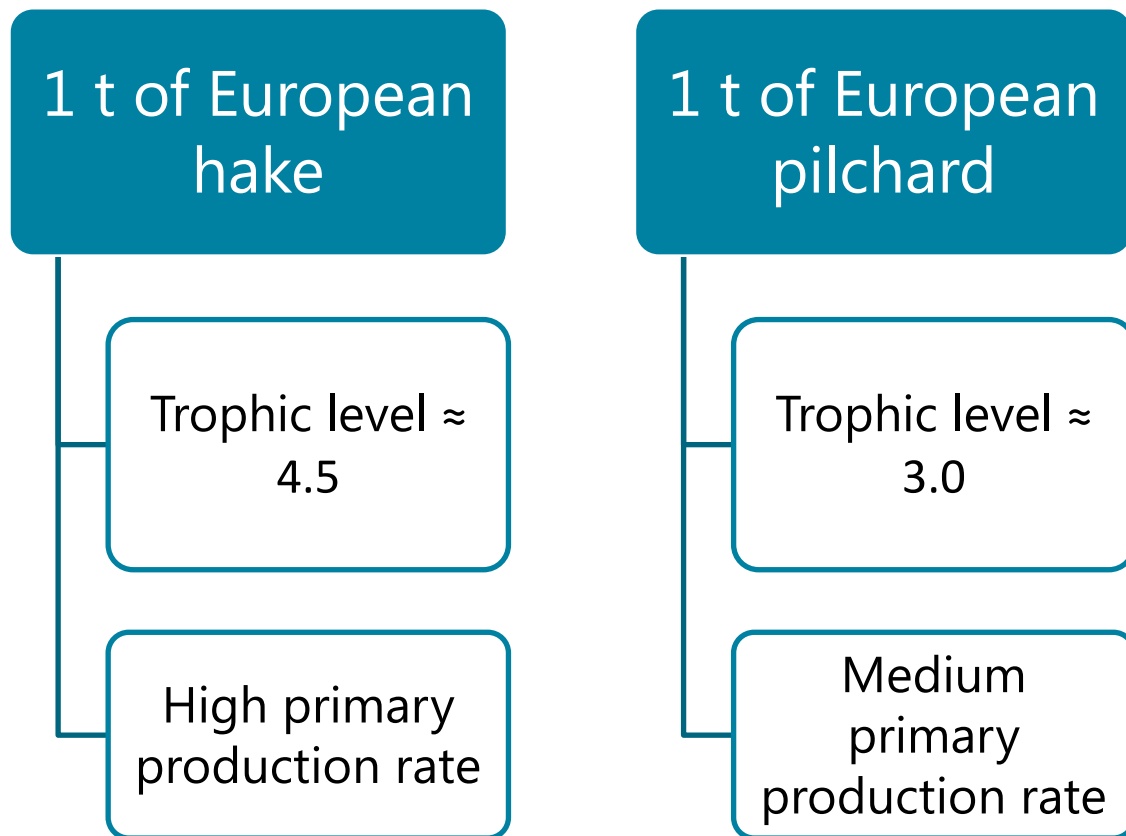 1 t of European
hake
Trophic level ≈
4.5
High primary
production rate
1 t of European
pilchard
Trophic level ≈
3.0
Medium
primary
production rate